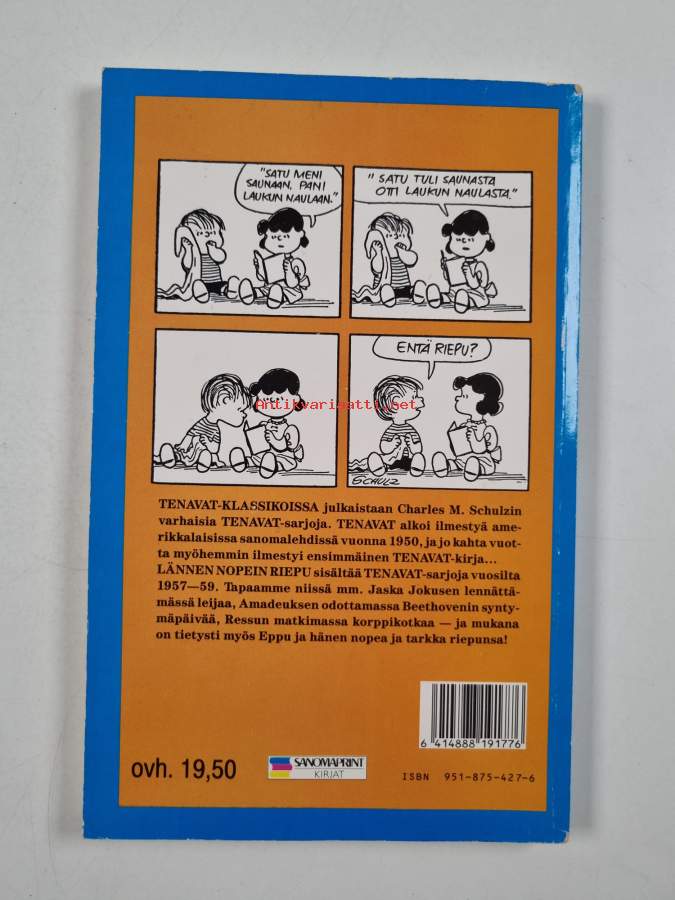 "SATU MENI
SAUNAAN, PANI
LAUKUN NAULAAN."
" SATU TULI SAUNASTA
OTTI LAUKUN NAULASTA."
ENTÄ RIEPU?
SCHULZ
Antikvariaatti.net
TENAVAT-KLASSIKOISSA julkaistaan Charles M. Schulzin
varhaisia TENAVAT-sarjoja. TENAVAT alkoi ilmestyä ame-
rikkalaisissa sanomalehdissä vuonna 1950, ja jo kahta vuot-
ta myöhemmin ilmestyi ensimmäinen TENAVAT-kirja...
LÄNNEN NOPEIN RIEPU sisältää TENAVAT-sarjoja vuosilta
1957—59. Tapaamme niissä mm. Jaska Jokusen lennättä-
mässä leijaa, Amadeuksen odottamassa Beethovenin synty-
mäpäivää, Ressun matkimassa korppikotkaa — ja mukana
on tietysti myös Eppu ja hänen nopea ja tarkka riepunsa!
6 414888 191776
ovh. 19,50
SANOMAPRINT
KIRJAT
ISBN 951-875-427-6